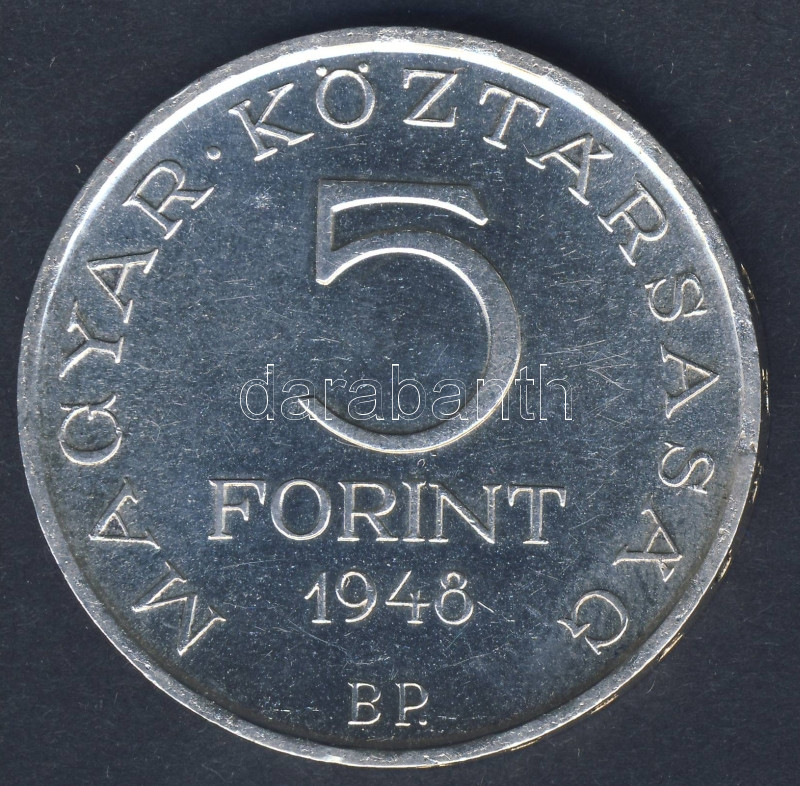 MAGYAR · KÖZTÁRSASÁG
5
darabanth
FORINT
1948
BP.